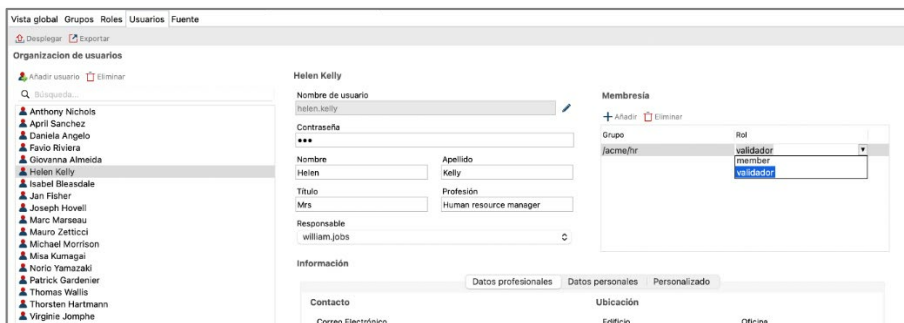 Vista global Grupos Roles Usuarios Fuente
Desplegar Exportar
Organizacion de usuarios
Añadir usuario Eliminar
Búsqueda...
Anthony Nichols
April Sanchez
Daniela Angelo
Favio Riviera
Giovanna Almeida
Helen Kelly
Isabel Bleasdale
Jan Fisher
Joseph Hovell
Marc Marseau
Mauro Zetticci
Michael Morrison
Misa Kumagai
Norio Yamazaki
Patrick Gardenier
Thomas Wallis
Thorsten Hartmann
Virginie Jomphe
Helen Kelly
Nombre de usuario
helen.kelly
Contraseña
•••
Nombre Apellido
Helen Kelly
Título Profesión
Mrs Human resource manager
Responsable
william.jobs
Membresía
Añadir Eliminar
Grupo Rol
/acme/hr validador
member
validador
Información
Datos profesionales Datos personales Personalizado
Contacto Ubicación
Correo Electrónico Edificio Oficina